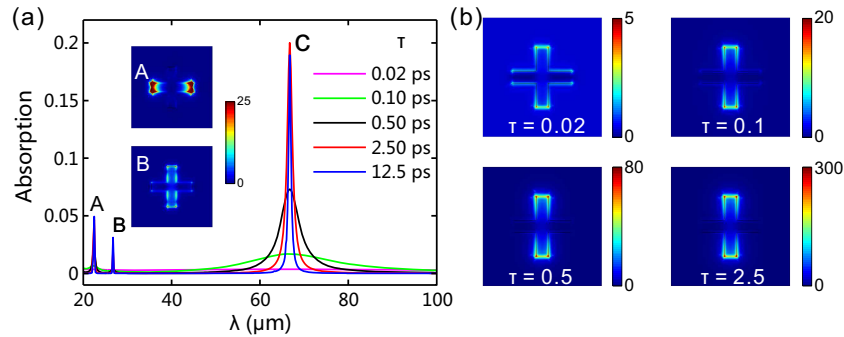 (a)
Absorption
0.2
0.15
0.1
0.05
0
A
B
C
A
B
25
0
τ
0.02 ps
0.10 ps
0.50 ps
2.50 ps
12.5 ps
20 40 60 80 100
λ (μm)
(b)
5
0
τ = 0.02
20
0
τ = 0.1
80
0
τ = 0.5
300
0
τ = 2.5